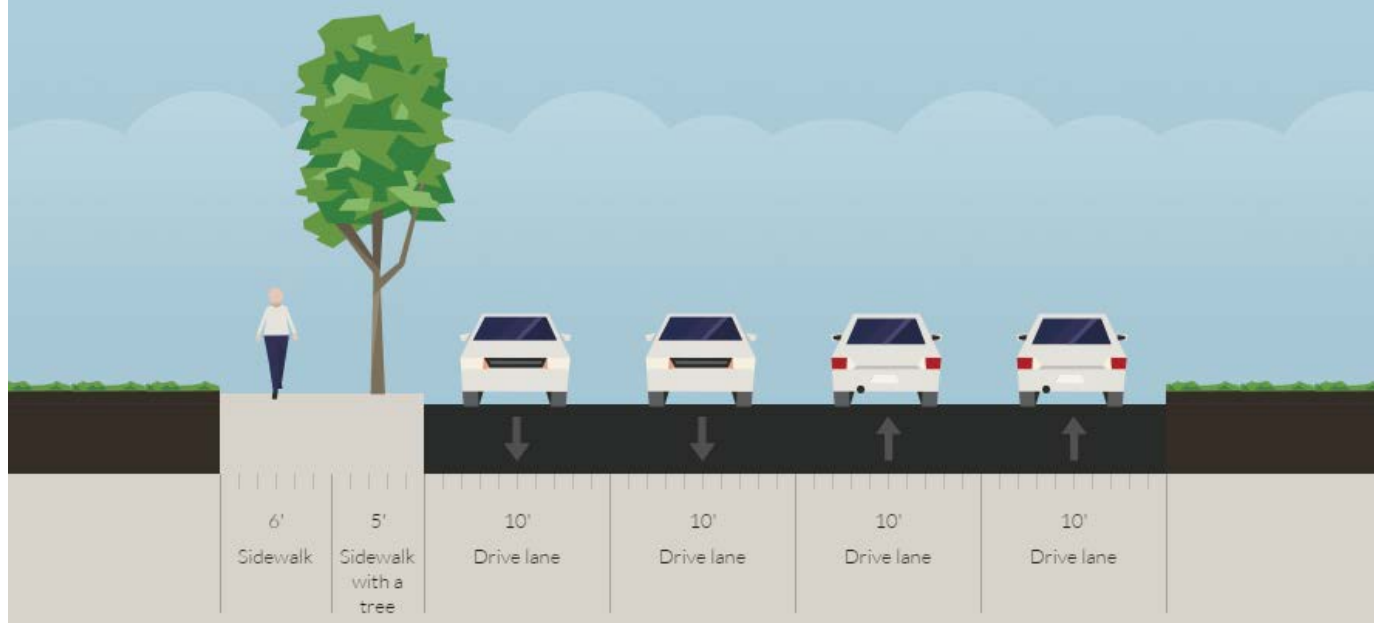 6'
Sidewalk
5'
Sidewalk
with a
tree
10'
Drive lane
10'
Drive lane
10'
Drive lane
10'
Drive lane